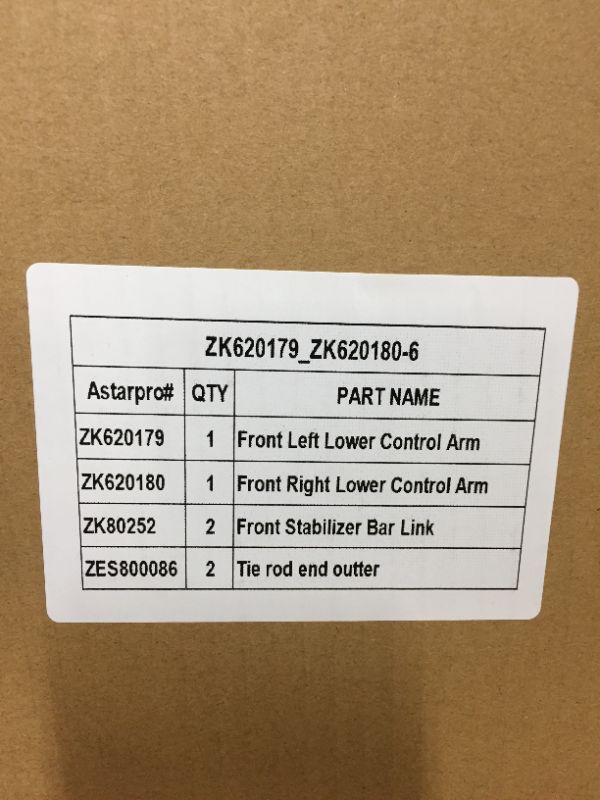 ZK620179_ZK620180-6
Astarpro# QTY PART NAME
ZK620179 1 Front Left Lower Control Arm
ZK620180 1 Front Right Lower Control Arm
ZK80252 2 Front Stabilizer Bar Link
ZES800086 2 Tie rod end outter